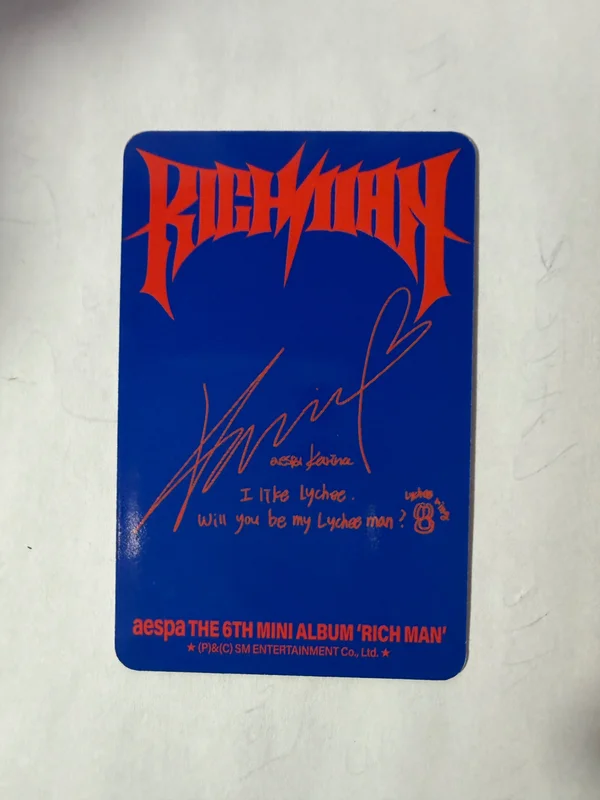 RICH MAN
aespa Karina
I like Lychee.
Will you be my Lychee man?
aespa THE 6TH MINI ALBUM 'RICH MAN'
★ (P)&(C) SM ENTERTAINMENT Co., Ltd. ★